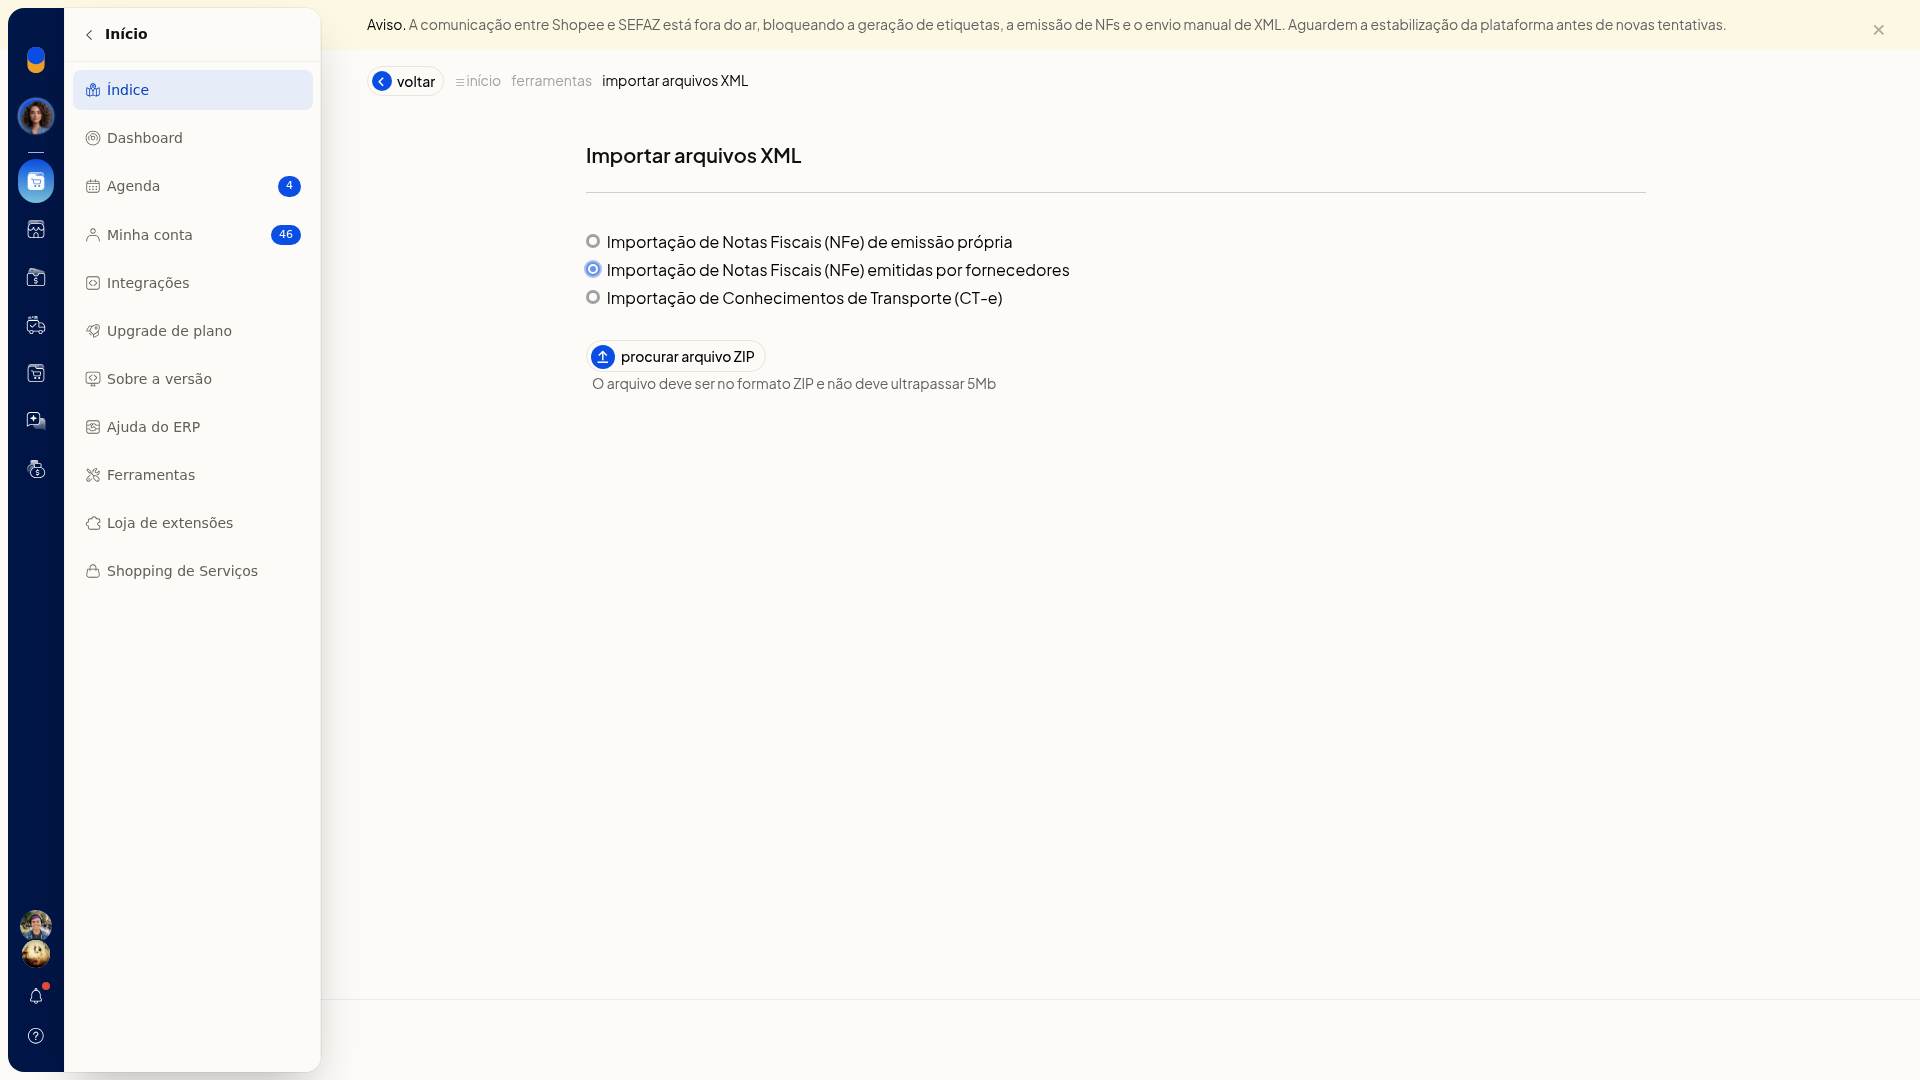 Início
Índice
Dashboard
Agenda 4
Minha conta 46
Integrações
Upgrade de plano
Sobre a versão
Ajuda do ERP
Ferramentas
Loja de extensões
Shopping de Serviços
Aviso. A comunicação entre Shopee e SEFAZ está fora do ar, bloqueando a geração de etiquetas, a emissão de NFs e o envio manual de XML. Aguardem a estabilização da plataforma antes de novas tentativas.
voltar início ferramentas importar arquivos XML
Importar arquivos XML
Importação de Notas Fiscais (NFe) de emissão própria
Importação de Notas Fiscais (NFe) emitidas por fornecedores
Importação de Conhecimentos de Transporte (CT-e)
procurar arquivo ZIP
O arquivo deve ser no formato ZIP e não deve ultrapassar 5Mb